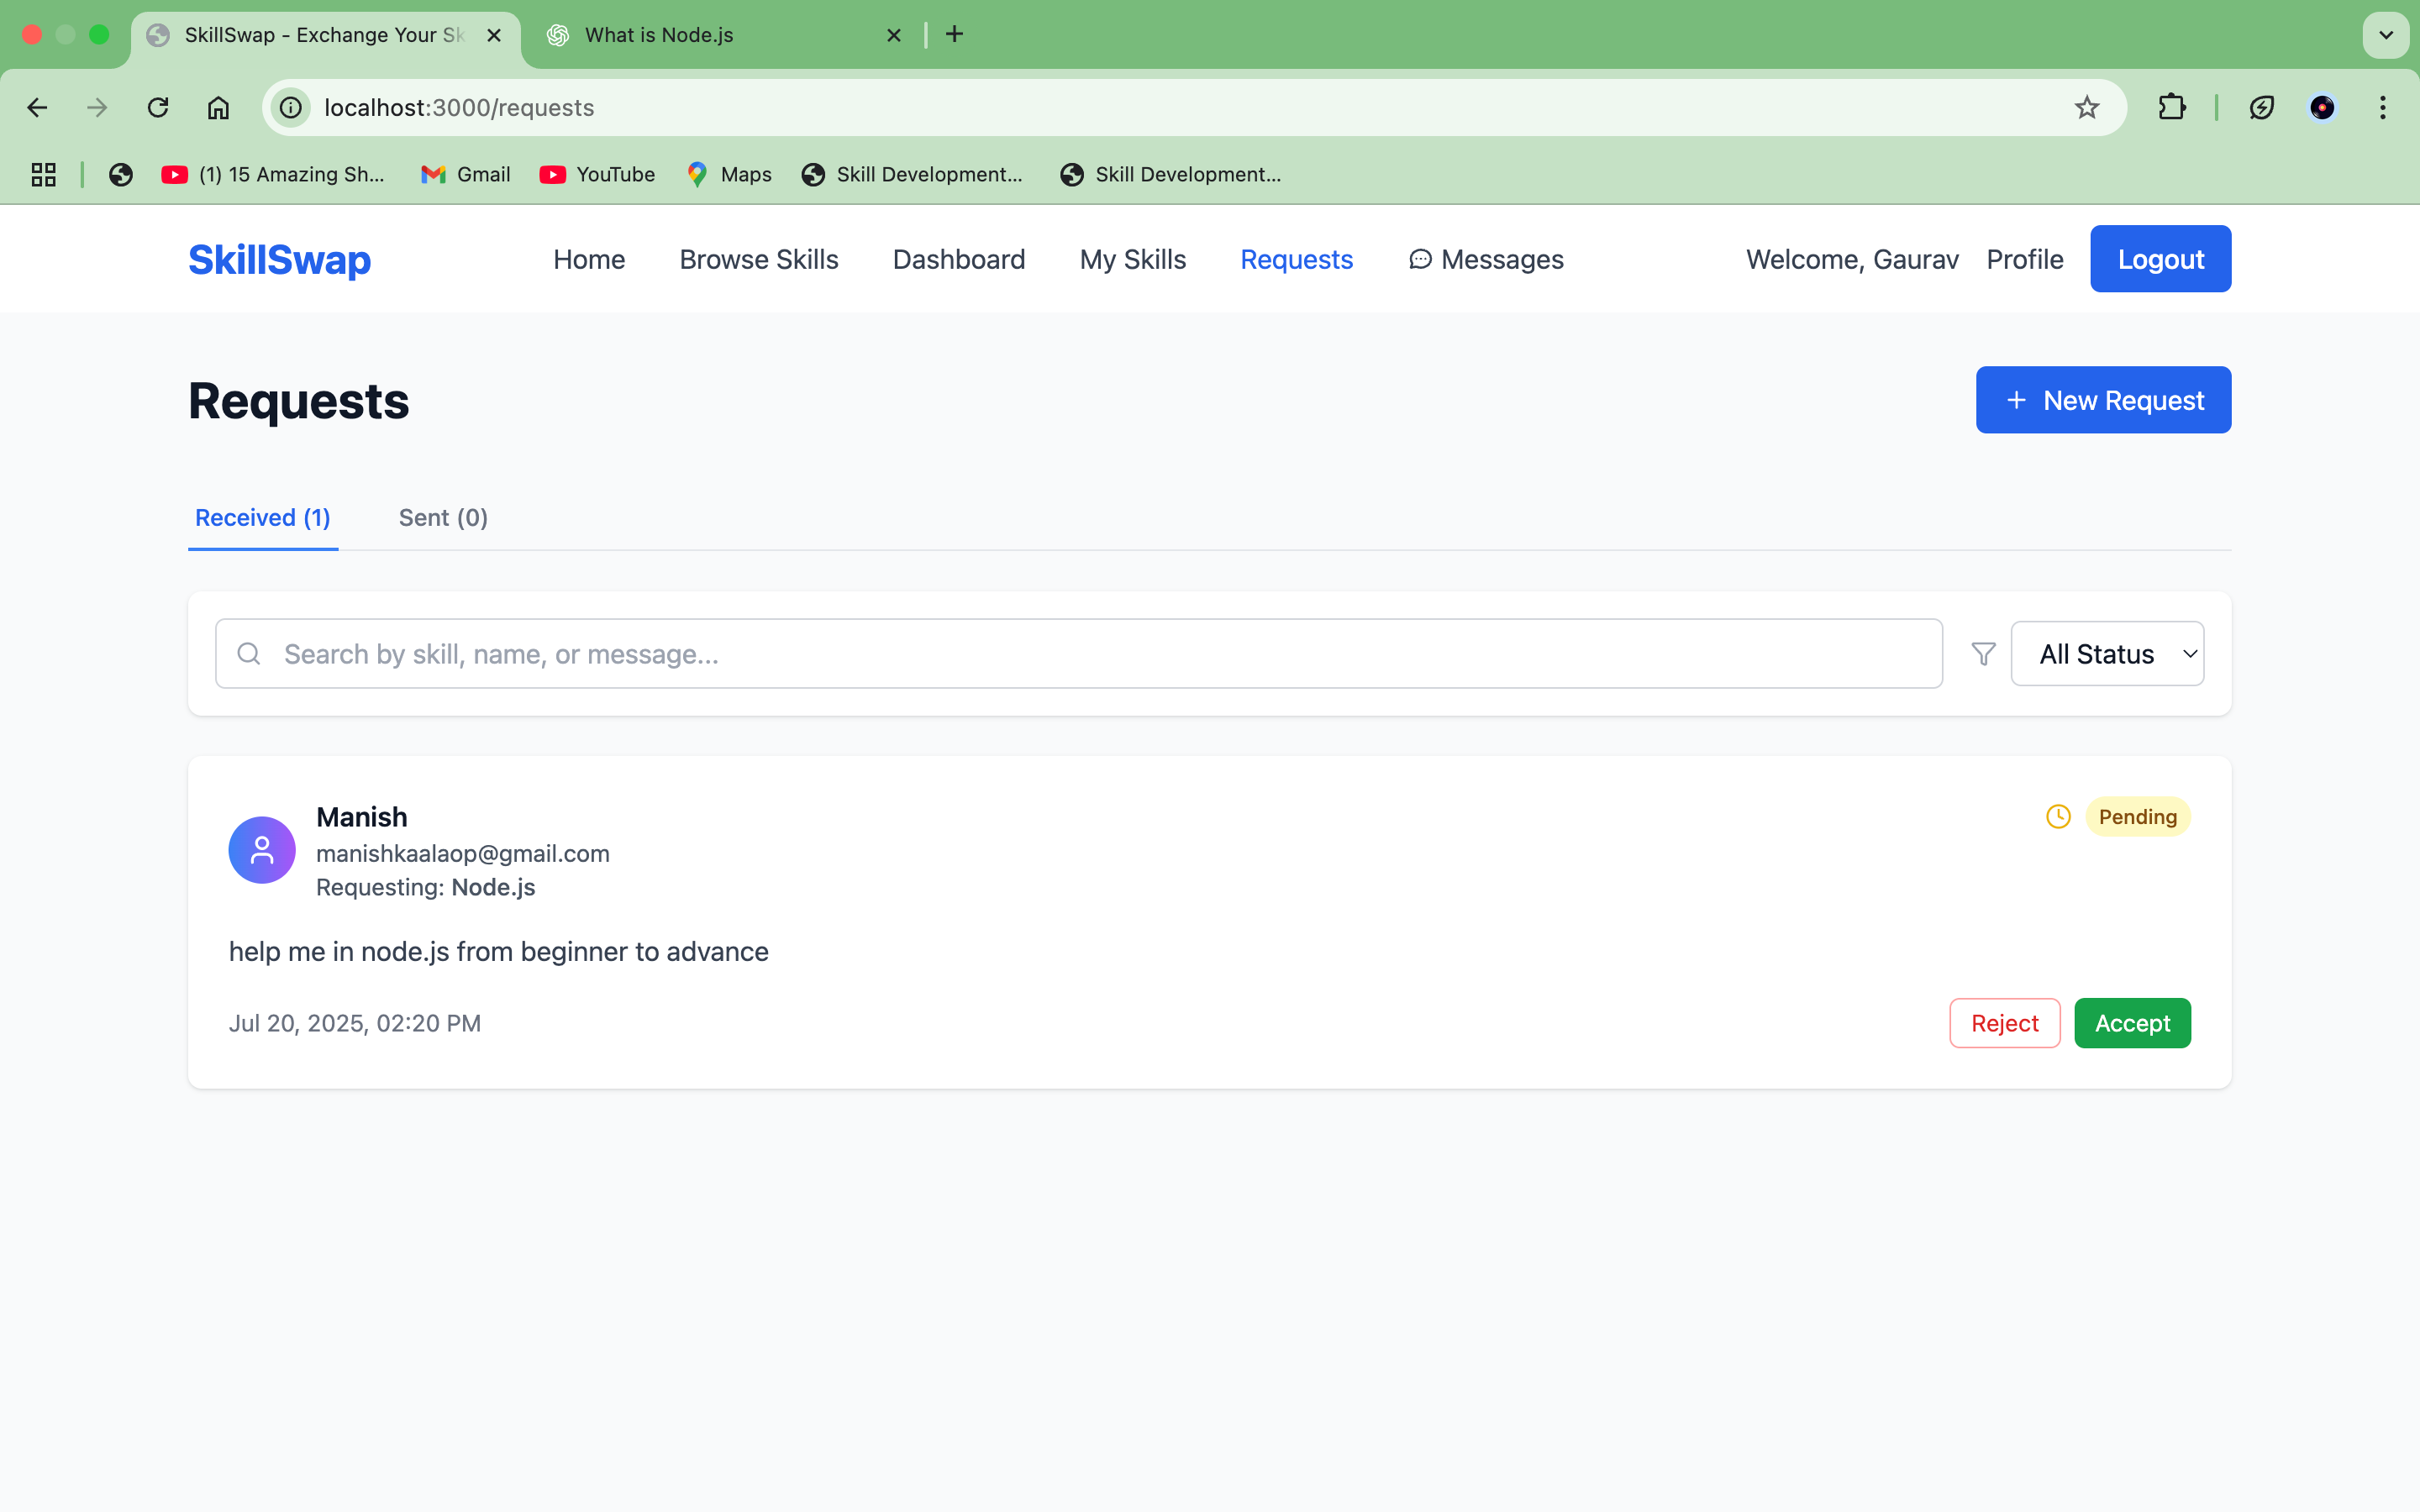 SkillSwap - Exchange Your Sk
What is Node.js
localhost:3000/requests
(1) 15 Amazing Sh...
Gmail
YouTube
Maps
Skill Development...
Skill Development...
SkillSwap
Home
Browse Skills
Dashboard
My Skills
Requests
Messages
Welcome, Gaurav
Profile
Logout
Requests
+ New Request
Received (1)
Sent (0)
Search by skill, name, or message...
All Status
Manish
Pending
manishkaalaop@gmail.com
Requesting: Node.js
help me in node.js from beginner to advance
Jul 20, 2025, 02:20 PM
Reject
Accept